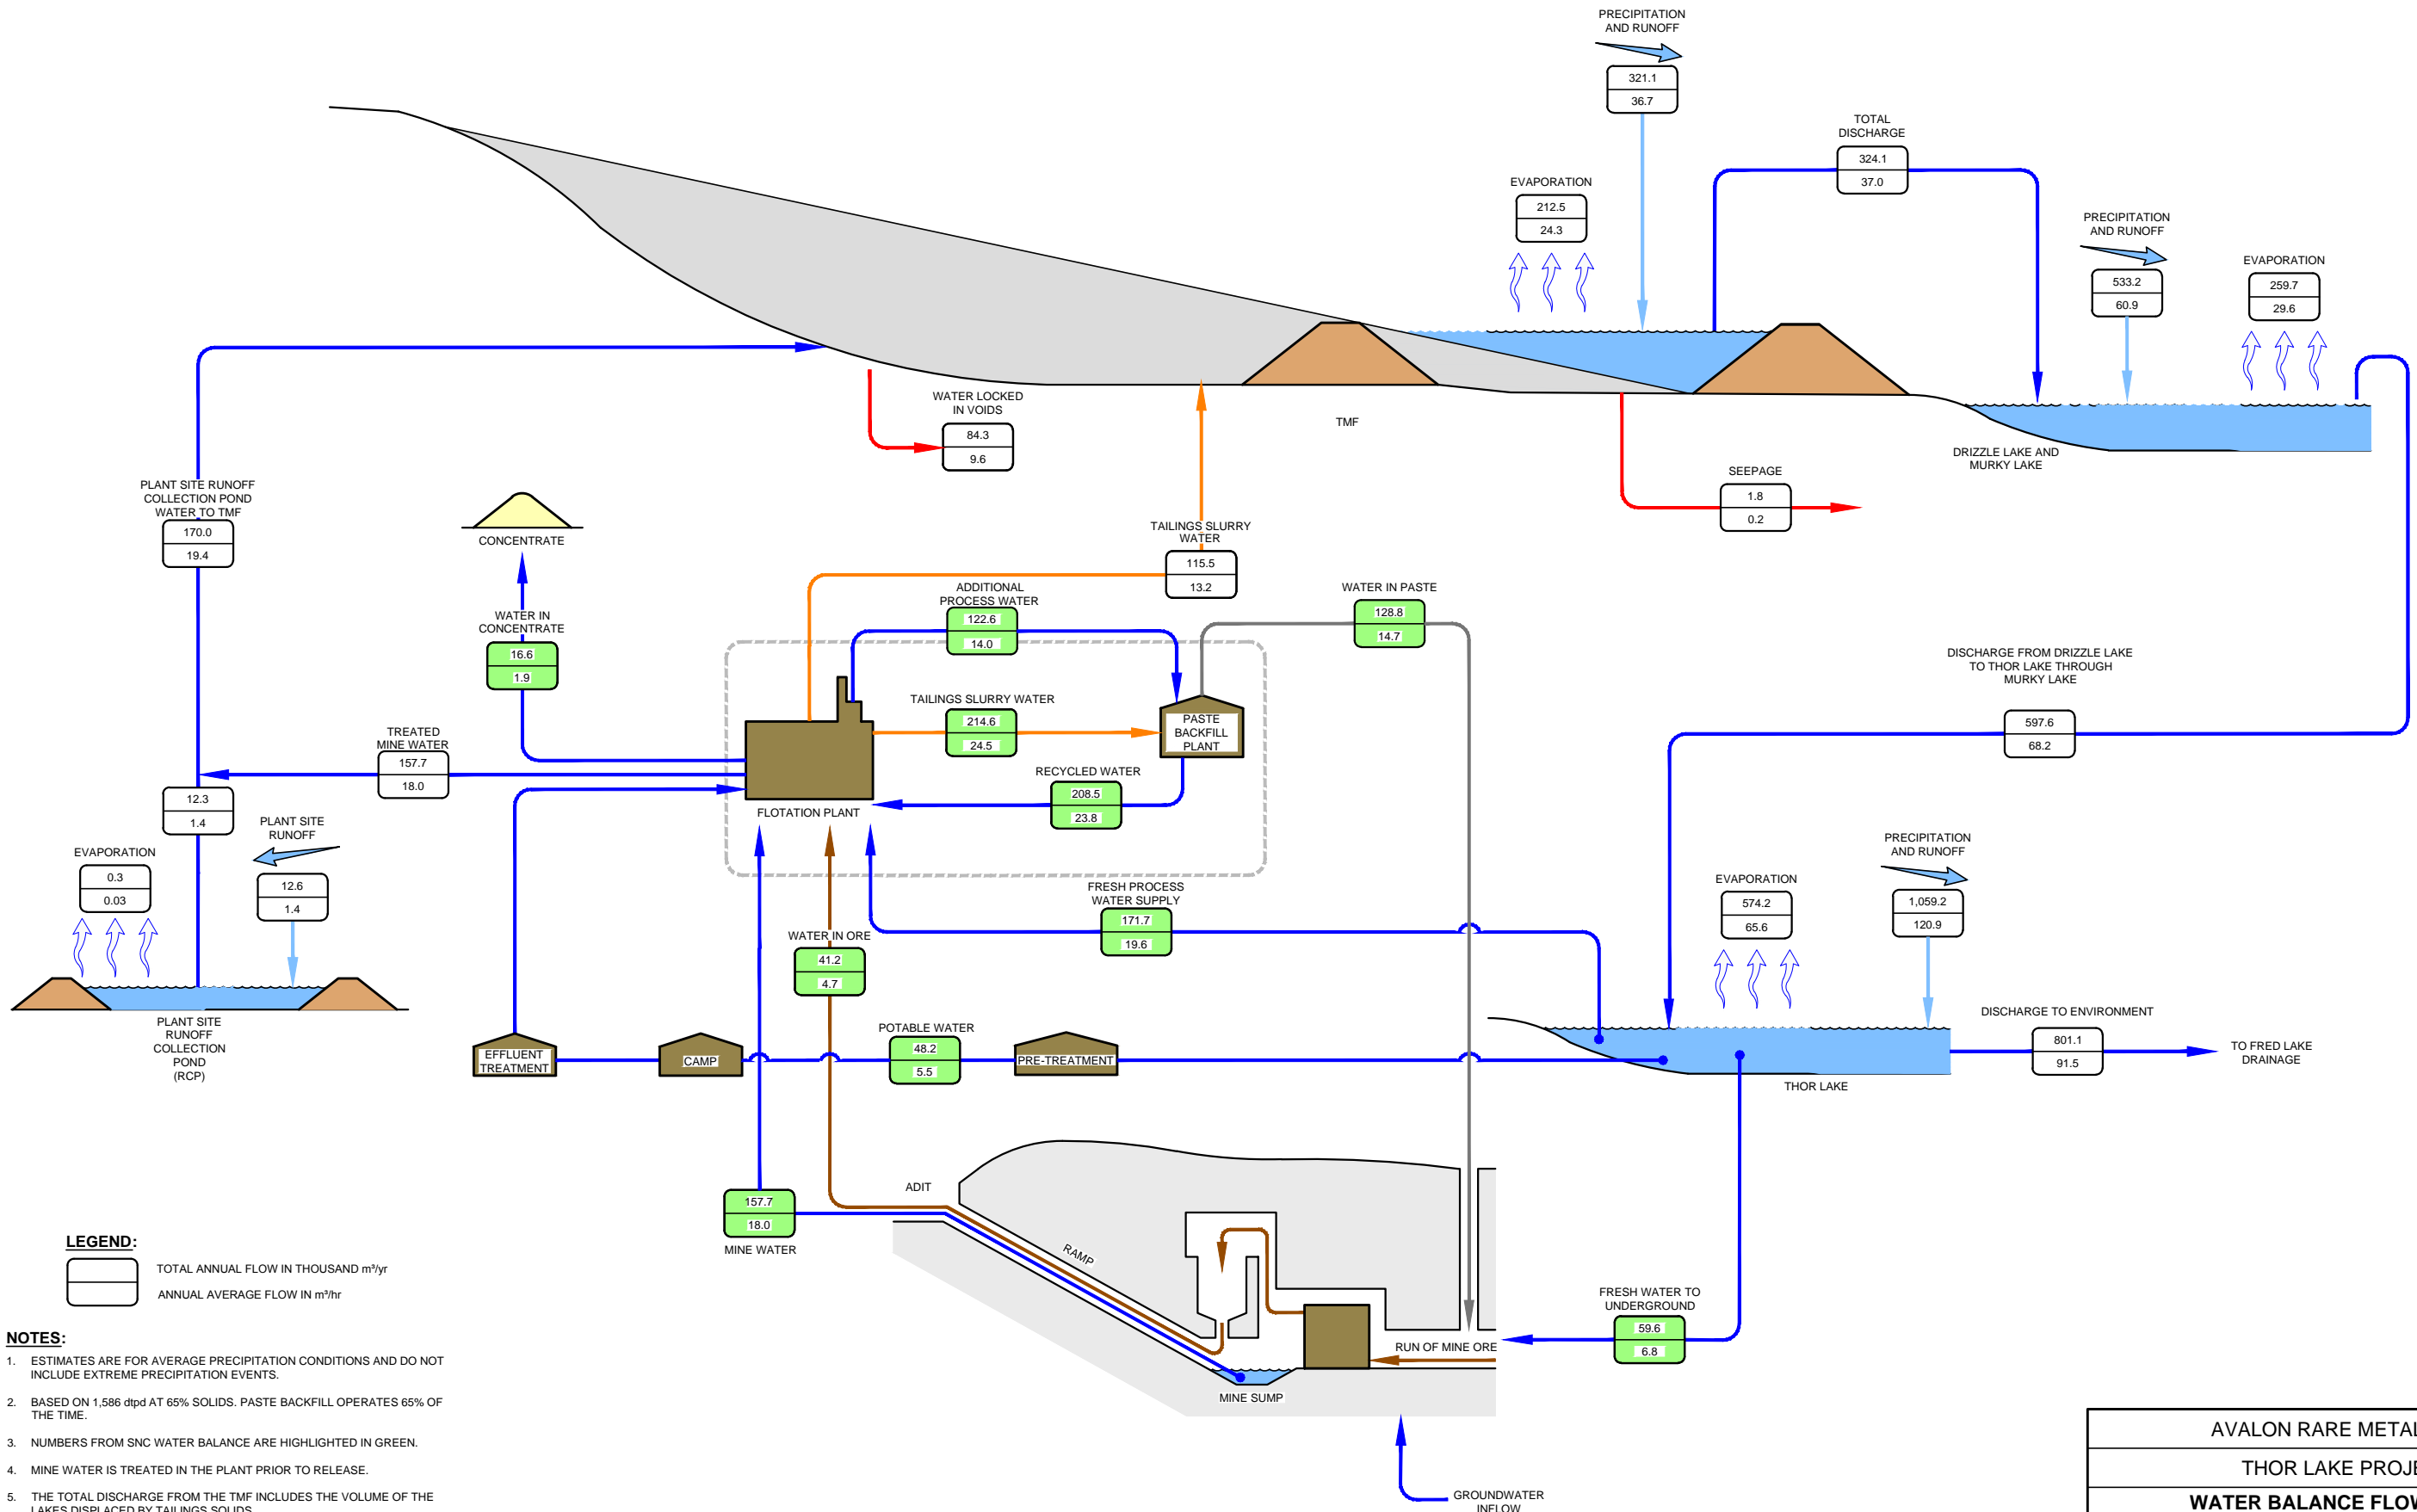 PRECIPITATION
AND RUNOFF
321.1
36.7
TOTAL
DISCHARGE
324.1
37.0
EVAPORATION
212.5
24.3
PRECIPITATION
AND RUNOFF
533.2
60.9
EVAPORATION
259.7
29.6
WATER LOCKED
IN VOIDS
84.3
9.6
TMF
DRIZZLE LAKE AND
MURKY LAKE
SEEPAGE
1.8
0.2
PLANT SITE RUNOFF
COLLECTION POND
WATER TO TMF
170.0
19.4
CONCENTRATE
TAILINGS SLURRY
WATER
115.5
13.2
WATER IN
CONCENTRATE
16.6
1.9
ADDITIONAL
PROCESS WATER
122.6
14.0
WATER IN PASTE
128.8
14.7
DISCHARGE FROM DRIZZLE LAKE
TO THOR LAKE THROUGH
MURKY LAKE
597.6
68.2
TAILINGS SLURRY WATER
214.6
24.5
PASTE
BACKFILL
PLANT
TREATED
MINE WATER
157.7
18.0
RECYCLED WATER
208.5
23.8
FLOTATION PLANT
12.3
1.4
PLANT SITE
RUNOFF
12.6
1.4
EVAPORATION
0.3
0.03
PRECIPITATION
AND RUNOFF
1,059.2
120.9
EVAPORATION
574.2
65.6
FRESH PROCESS
WATER SUPPLY
171.7
19.6
WATER IN ORE
41.2
4.7
PLANT SITE
RUNOFF
COLLECTION
POND
(RCP)
EFFLUENT
TREATMENT
CAMP
POTABLE WATER
48.2
5.5
PRE-TREATMENT
THOR LAKE
DISCHARGE TO ENVIRONMENT
801.1
91.5
TO FRED LAKE
DRAINAGE
157.7
18.0
MINE WATER
ADIT
RAMP
RUN OF MINE ORE
MINE SUMP
FRESH WATER TO
UNDERGROUND
59.6
6.8
GROUNDWATER
INFLOW
LEGEND:
TOTAL ANNUAL FLOW IN THOUSAND m³/yr
ANNUAL AVERAGE FLOW IN m³/hr
NOTES:
1. ESTIMATES ARE FOR AVERAGE PRECIPITATION CONDITIONS AND DO NOT
INCLUDE EXTREME PRECIPITATION EVENTS.
2. BASED ON 1,586 dtpd AT 65% SOLIDS. PASTE BACKFILL OPERATES 65% OF
THE TIME.
3. NUMBERS FROM SNC WATER BALANCE ARE HIGHLIGHTED IN GREEN.
4. MINE WATER IS TREATED IN THE PLANT PRIOR TO RELEASE.
5. THE TOTAL DISCHARGE FROM THE TMF INCLUDES THE VOLUME OF THE
LAKES DISPLACED BY TAILINGS SOLIDS
AVALON RARE METAL
THOR LAKE PROJE
WATER BALANCE FLOW